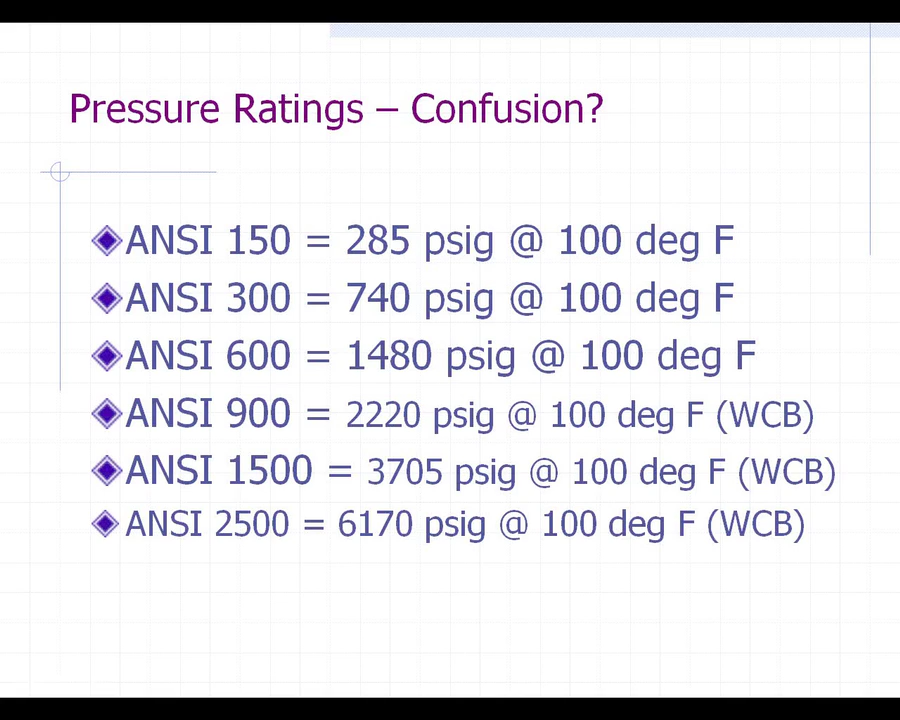 Pressure Ratings – Confusion?
ANSI 150 = 285 psig @ 100 deg F
ANSI 300 = 740 psig @ 100 deg F
ANSI 600 = 1480 psig @ 100 deg F
ANSI 900 = 2220 psig @ 100 deg F (WCB)
ANSI 1500 = 3705 psig @ 100 deg F (WCB)
ANSI 2500 = 6170 psig @ 100 deg F (WCB)